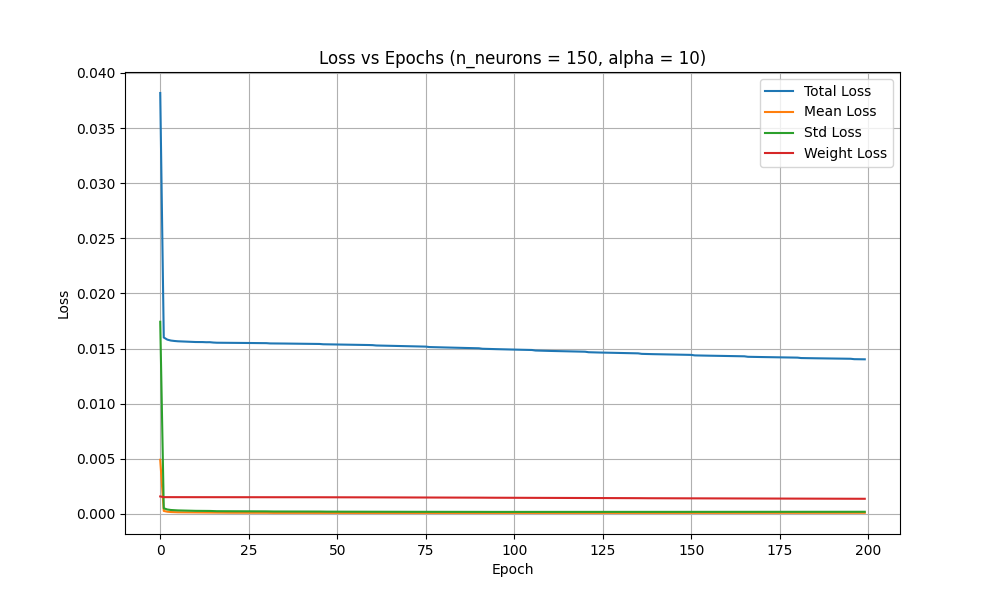 Loss vs Epochs (n_neurons = 150, alpha = 10)
Total Loss
Mean Loss
Std Loss
Weight Loss
Loss
0.040
0.035
0.030
0.025
0.020
0.015
0.010
0.005
0.000
0 25 50 75 100 125 150 175 200
Epoch